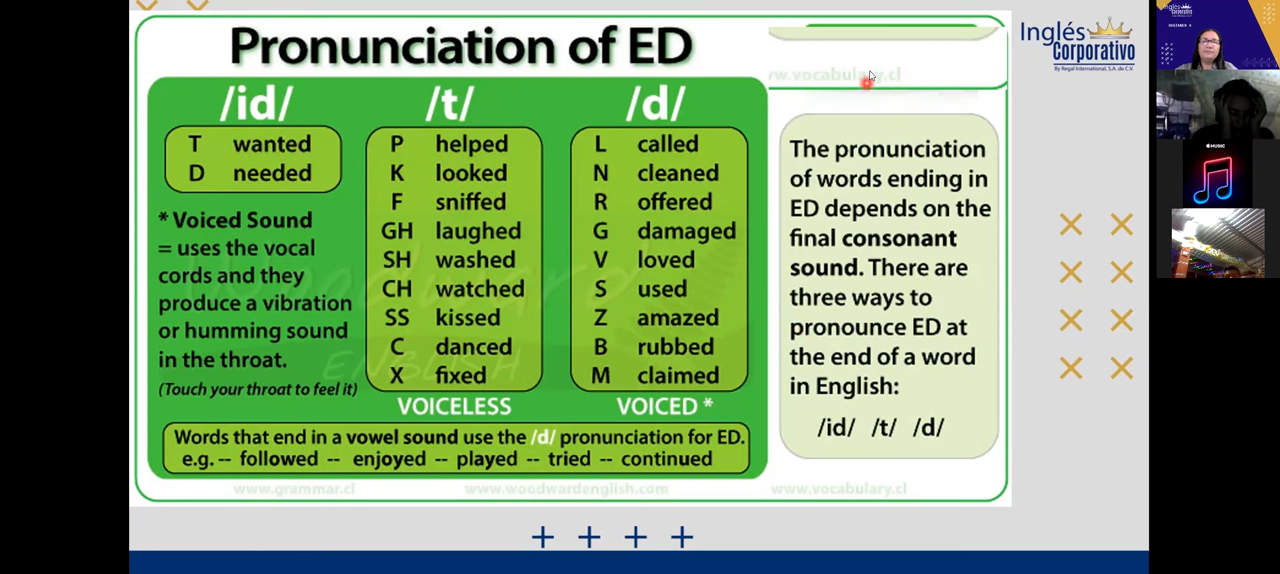 Pronunciation of ED
/id/
T wanted
D needed
* Voiced Sound
= uses the vocal
cords and they
produce a vibration
or humming sound
in the throat.
(Touch your throat to feel it)
/t/
P helped
K looked
F sniffed
GH laughed
SH washed
CH watched
SS kissed
C danced
X fixed
VOICELESS
/d/
L called
N cleaned
R offered
G damaged
V loved
S used
Z amazed
B rubbed
M claimed
VOICED *
Words that end in a vowel sound use the /d/ pronunciation for ED.
e.g. -- followed -- enjoyed -- played -- tried -- continued
www.grammar.cl www.woodwardenglish.com www.vocabulary.cl
The pronunciation
of words ending in
ED depends on the
final consonant
sound. There are
three ways to
pronounce ED at
the end of a word
in English:
/id/ /t/ /d/
Inglés
Corporativo
By Regal International, S.A. de C.V.
Inglés
Corporativo
MUSIC